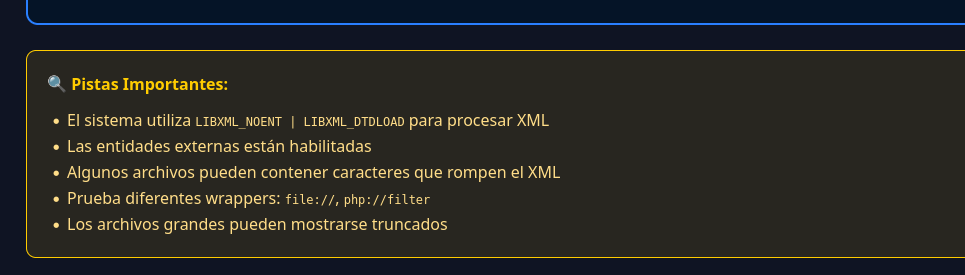 🔍 Pistas Importantes:
• El sistema utiliza LIBXML_NOENT | LIBXML_DTDLOAD para procesar XML
• Las entidades externas están habilitadas
• Algunos archivos pueden contener caracteres que rompen el XML
• Prueba diferentes wrappers: file://, php://filter
• Los archivos grandes pueden mostrarse truncados